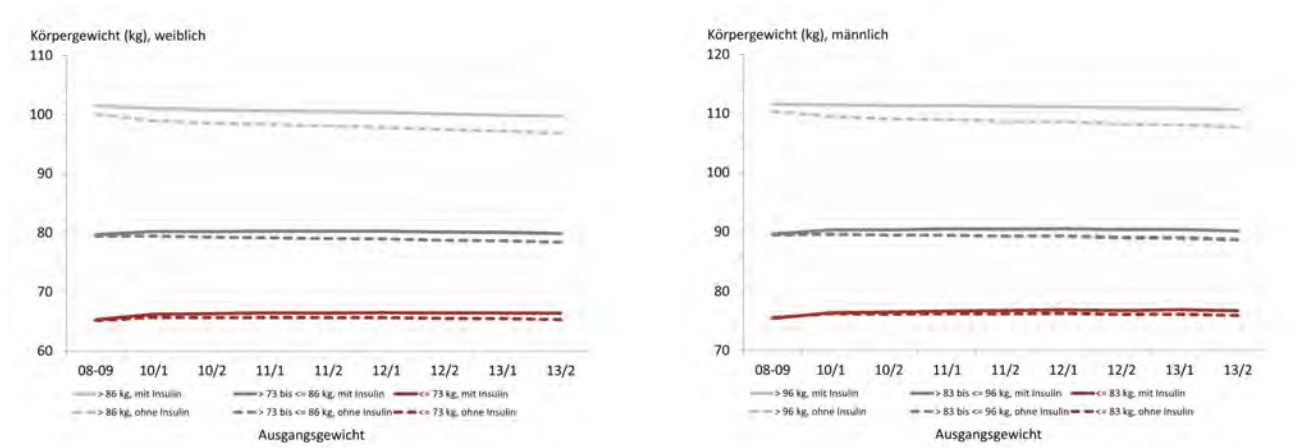 Körpergewicht (kg), weiblich
110
100
90
80
70
60
08-09 10/1 10/2 11/1 11/2 12/1 12/2 13/1 13/2
> 86 kg, mit Insulin > 73 bis <= 86 kg, mit Insulin <= 73 kg, mit Insulin
> 86 kg, ohne Insulin > 73 bis <= 86 kg, ohne Insulin <= 73 kg, ohne Insulin
Ausgangsgewicht
Körpergewicht (kg), männlich
120
110
100
90
80
70
08-09 10/1 10/2 11/1 11/2 12/1 12/2 13/1 13/2
> 96 kg, mit Insulin > 83 bis <= 96 kg, mit Insulin <= 83 kg, mit Insulin
> 96 kg, ohne Insulin > 83 bis <= 96 kg, ohne Insulin <= 83 kg, ohne Insulin
Ausgangsgewicht